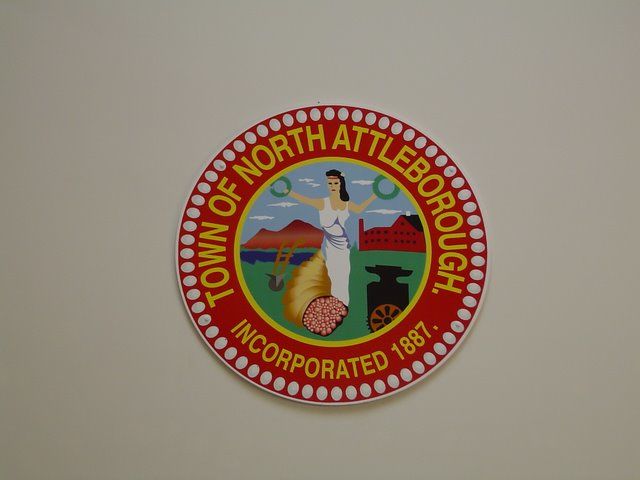 TOWN OF NORTH ATTLEBOROUGH.
INCORPORATED 1887.